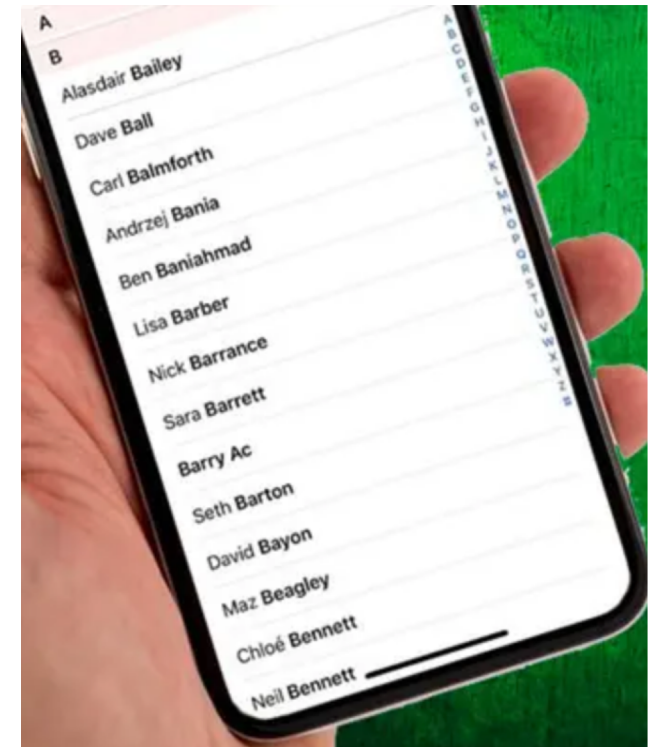 A
B
Alasdair Bailey
Dave Ball
Carl Balmforth
Andrzej Bania
Ben Baniahmad
Lisa Barber
Nick Barrance
Sara Barrett
Barry Ac
Seth Barton
David Bayon
Maz Beagley
Chloé Bennett
Neil Bennett
A
B
C
D
E
F
G
H
I
J
K
L
M
N
O
P
Q
R
S
T
U
V
W
X
Y
Z
#